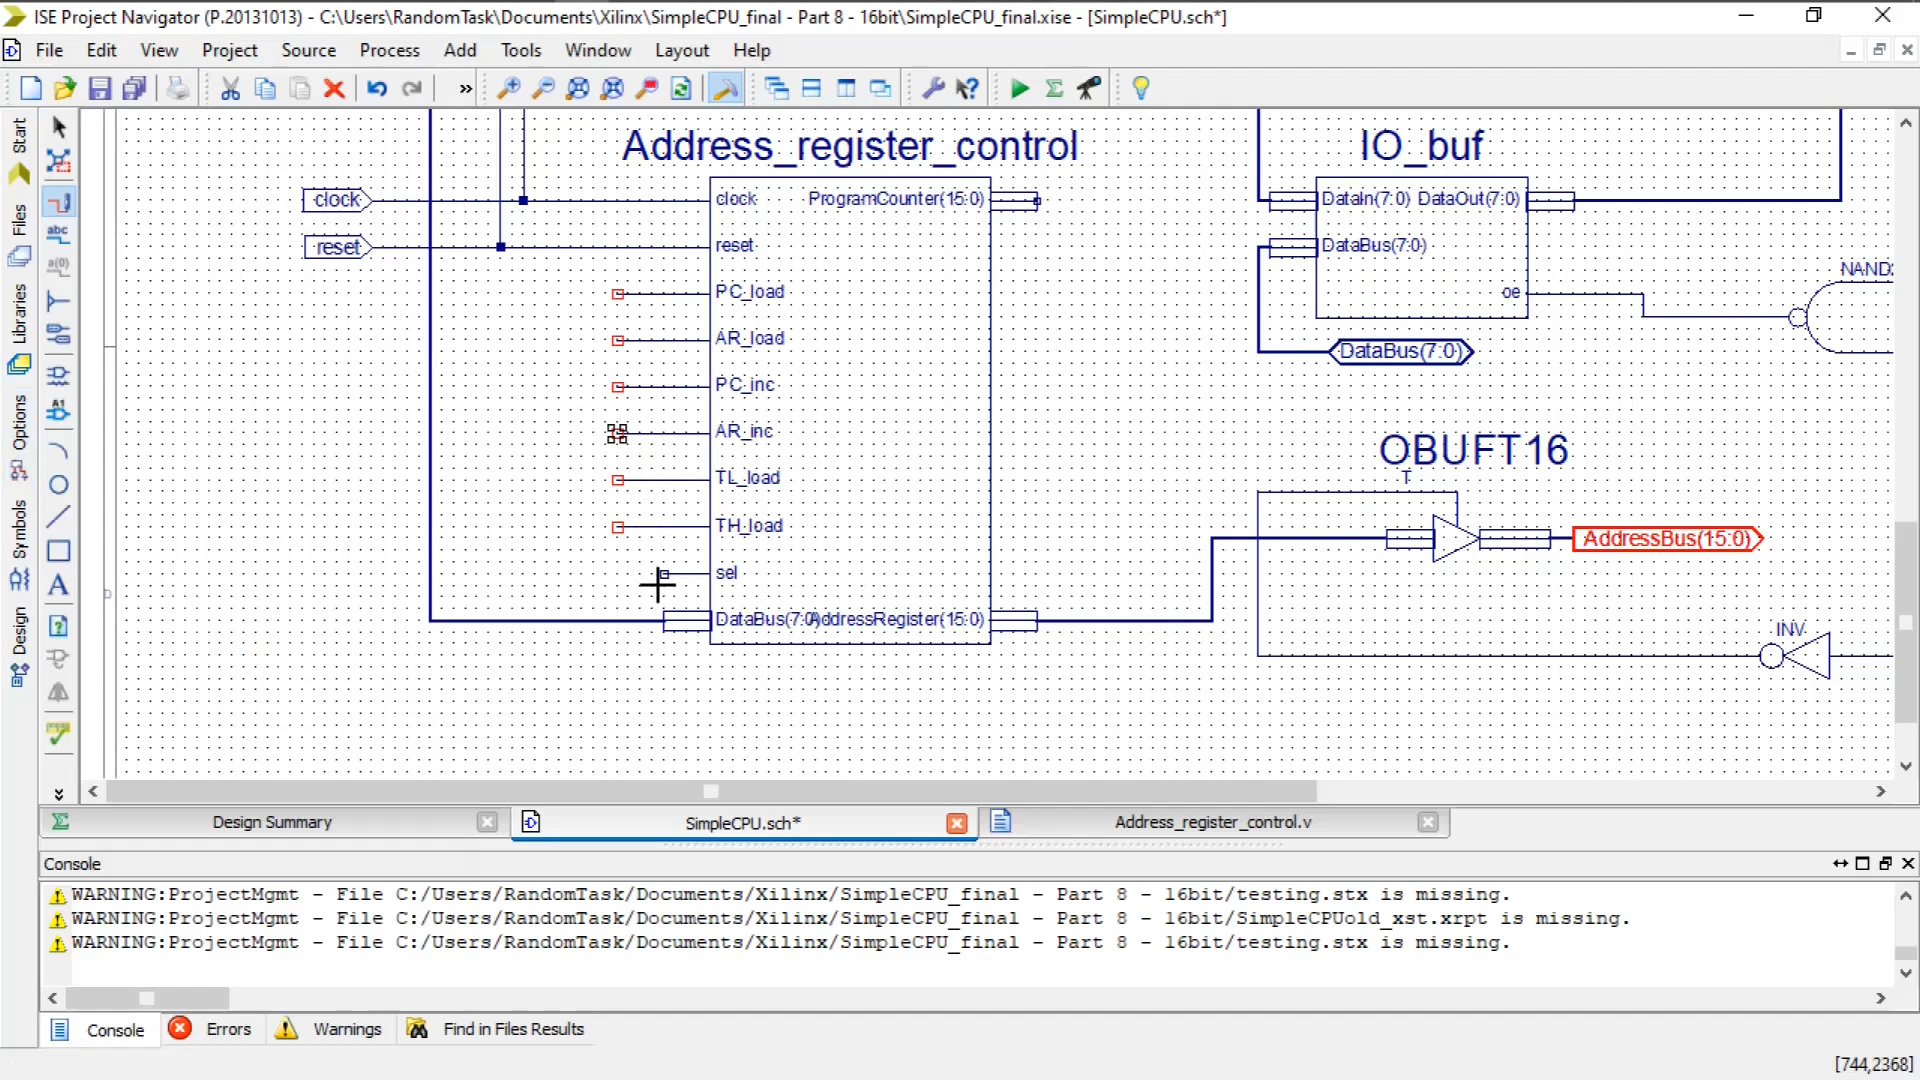 ISE Project Navigator (P.20131013) - C:\Users\RandomTask\Documents\Xilinx\SimpleCPU_final - Part 8 - 16bit\SimpleCPU_final.xise - [SimpleCPU.sch*]
File Edit View Project Source Process Add Tools Window Layout Help
Start
Files
Libraries
Options
Symbols
Design
Address_register_control
clock
reset
clock ProgramCounter(15:0)
reset
PC_load
AR_load
PC_inc
AR_inc
TL_load
TH_load
sel
DataBus(7:0) AddressRegister(15:0)
IO_buf
DataIn(7:0) DataOut(7:0)
DataBus(7:0)
oe
DataBus(7:0)
OBUFT16
T
AddressBus(15:0)
INV
Design Summary
SimpleCPU.sch*
Address_register_control.v
Console
WARNING:ProjectMgmt - File C:/Users/RandomTask/Documents/Xilinx/SimpleCPU_final - Part 8 - 16bit/testing.stx is missing.
WARNING:ProjectMgmt - File C:/Users/RandomTask/Documents/Xilinx/SimpleCPU_final - Part 8 - 16bit/SimpleCPUold_xst.xrpt is missing.
WARNING:ProjectMgmt - File C:/Users/RandomTask/Documents/Xilinx/SimpleCPU_final - Part 8 - 16bit/testing.stx is missing.
Console Errors Warnings Find in Files Results
[744,2368]